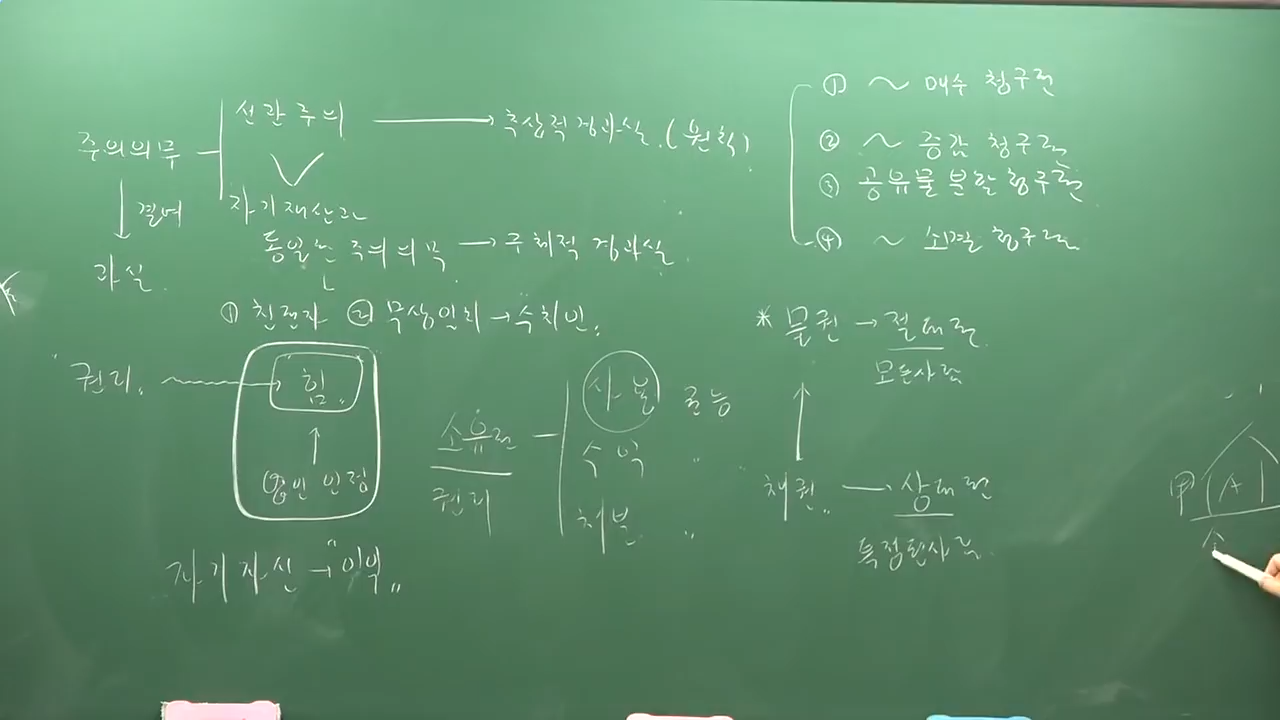 주의의무
선관주의 → 추상적경과실.(원칙)
↓ 결여
자기재산과
동일한 주의의무 → 구체적 경과실
과실.
① 친권자 ② 무상임치→수치인.
"권리" → 힘"
↑
법인 인정
자기자신→"이익"
소유권
권리
사용 권능
수익 "
처분 "
① ~ 매수 청구권
② ~ 증감 청구권
③ 공유물 분할 청구권
④ ~ 소멸 청구권
* 물권 → 절대권
모든사람
↑
채권" → 상대권
특정된사람
甲 A